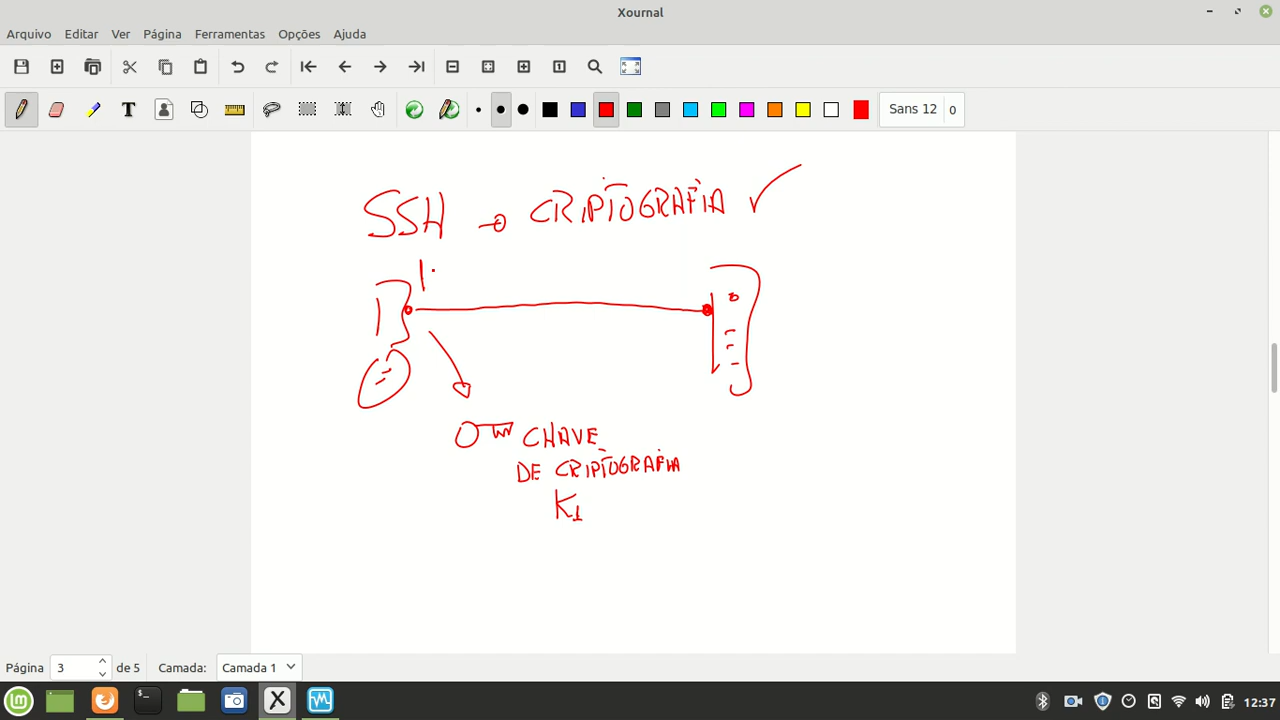 Xournal
Arquivo Editar Ver Página Ferramentas Opções Ajuda
Sans 12 0
SSH → CRIPTOGRAFIA ✓
CHAVE
DE CRIPTOGRAFIA
K1
Página 3 de 5 Camada: Camada 1
12:37